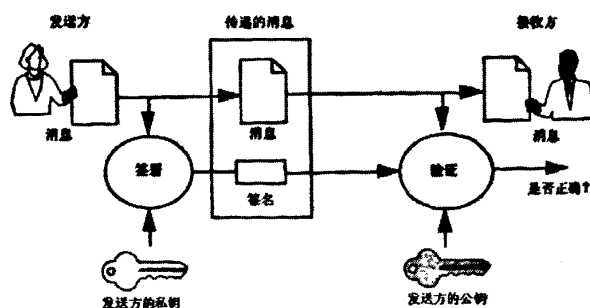 发送方
传递的消息
接收方
消息
消息
消息
签署
签名
验证
是否正确?
发送方的私钥
发送方的公钥